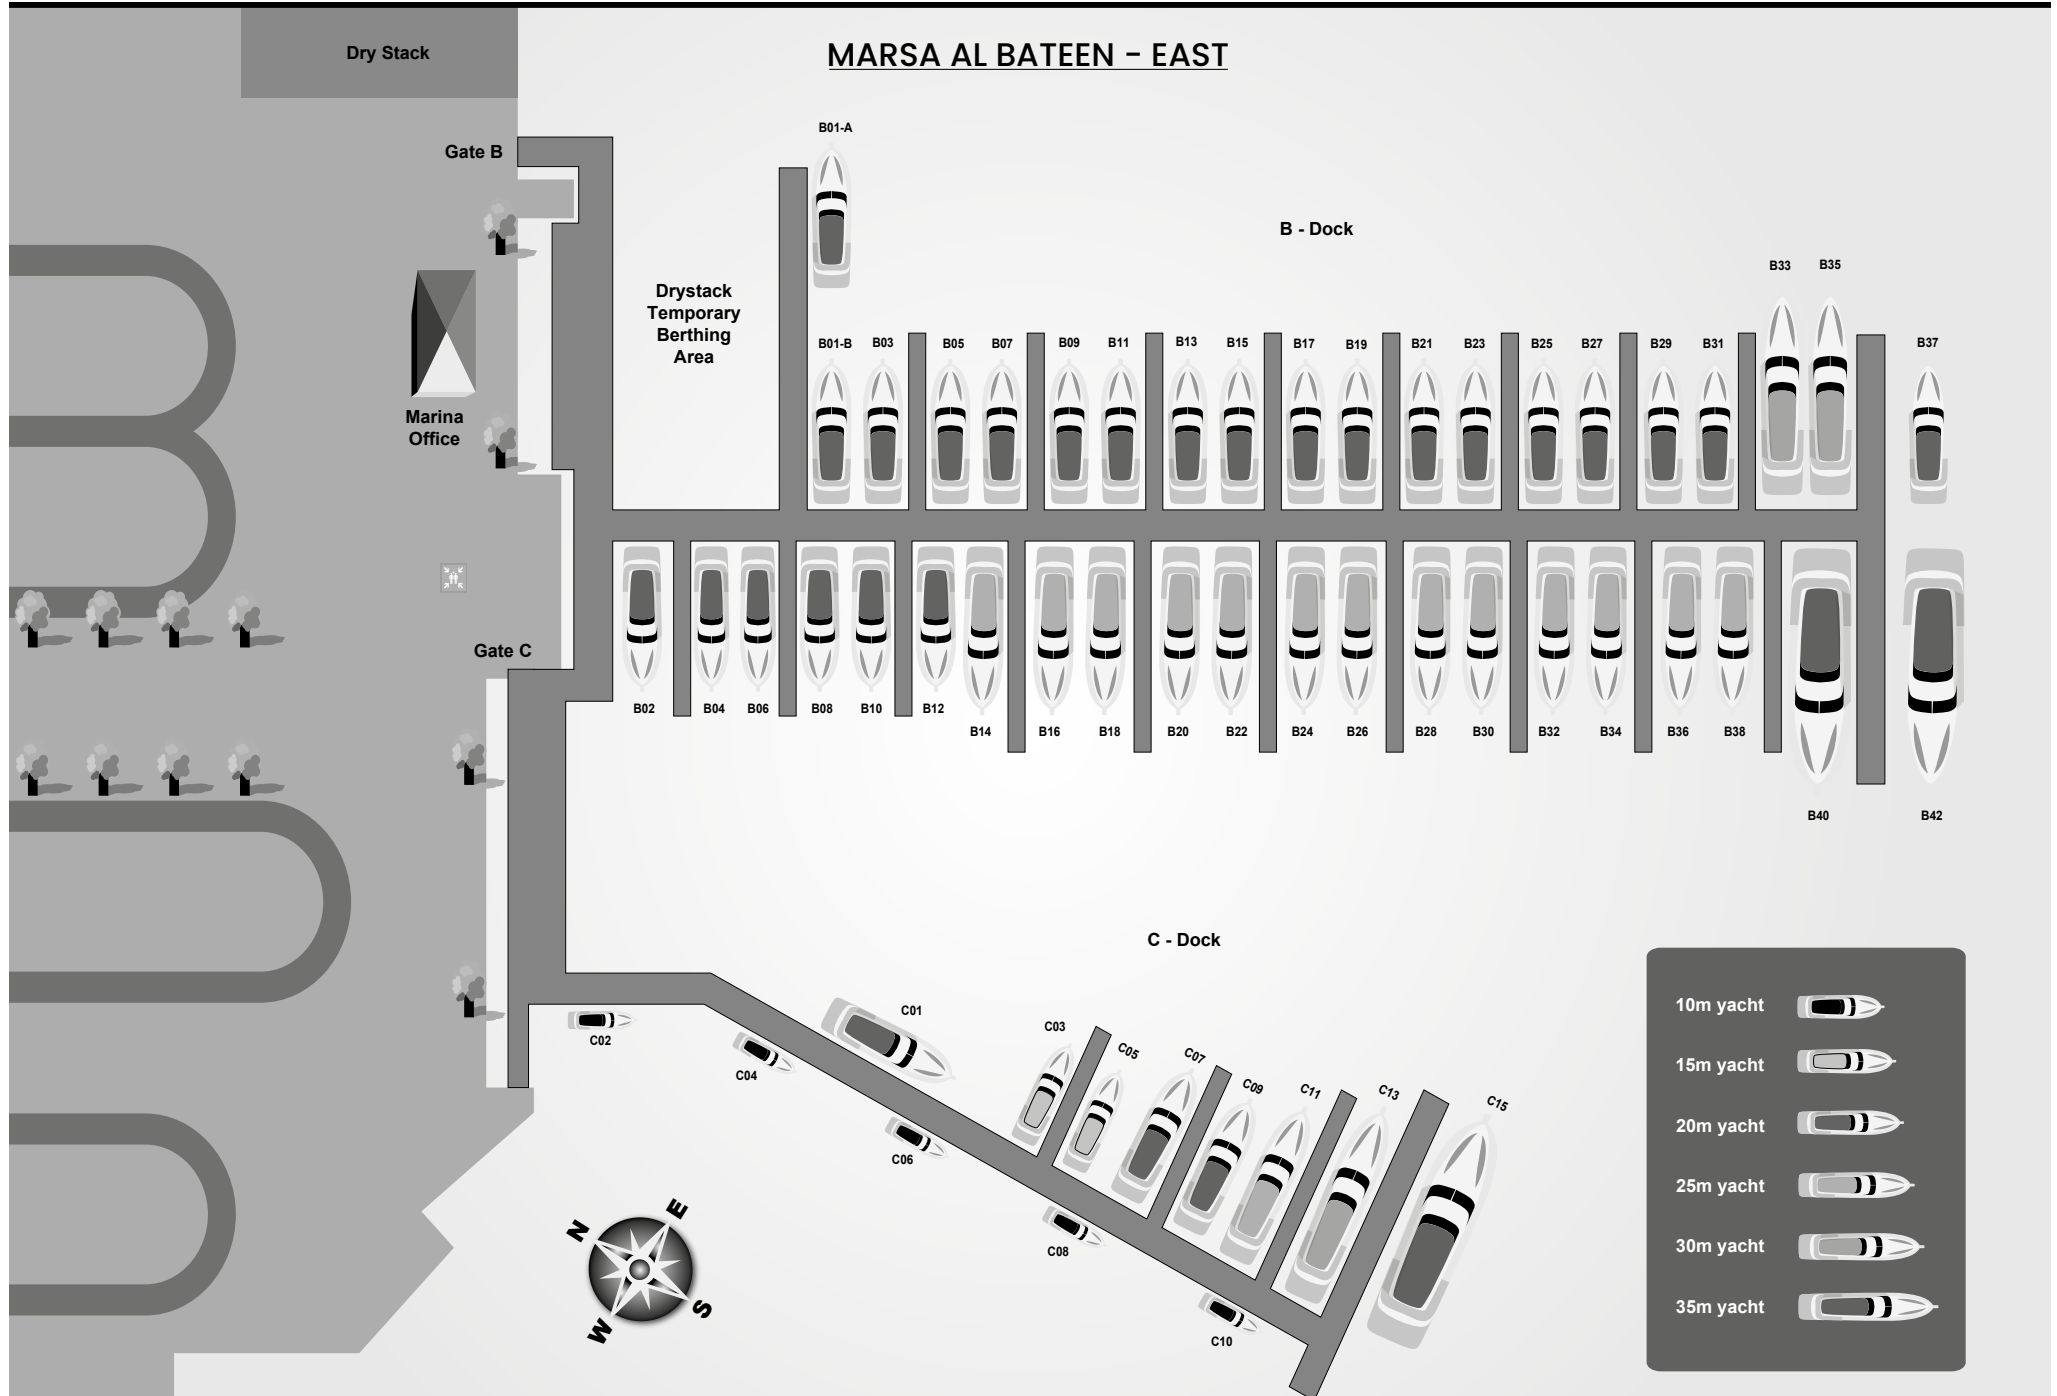 MARSA AL BATEEN - EAST
Dry Stack
Gate B
B01-A
B - Dock
Drystack
Temporary
Berthing
Area
Marina
Office
B33
B35
B01-B
B03
B05
B07
B09
B11
B13
B15
B17
B19
B21
B23
B25
B27
B29
B31
B37
Gate C
B02
B04
B06
B08
B10
B12
B14
B16
B18
B20
B22
B24
B26
B28
B30
B32
B34
B36
B38
B40
B42
C - Dock
C01
C02
C03
C04
C05
C06
C07
C08
C09
C10
C11
C13
C15
N
E
S
W
10m yacht
15m yacht
20m yacht
25m yacht
30m yacht
35m yacht